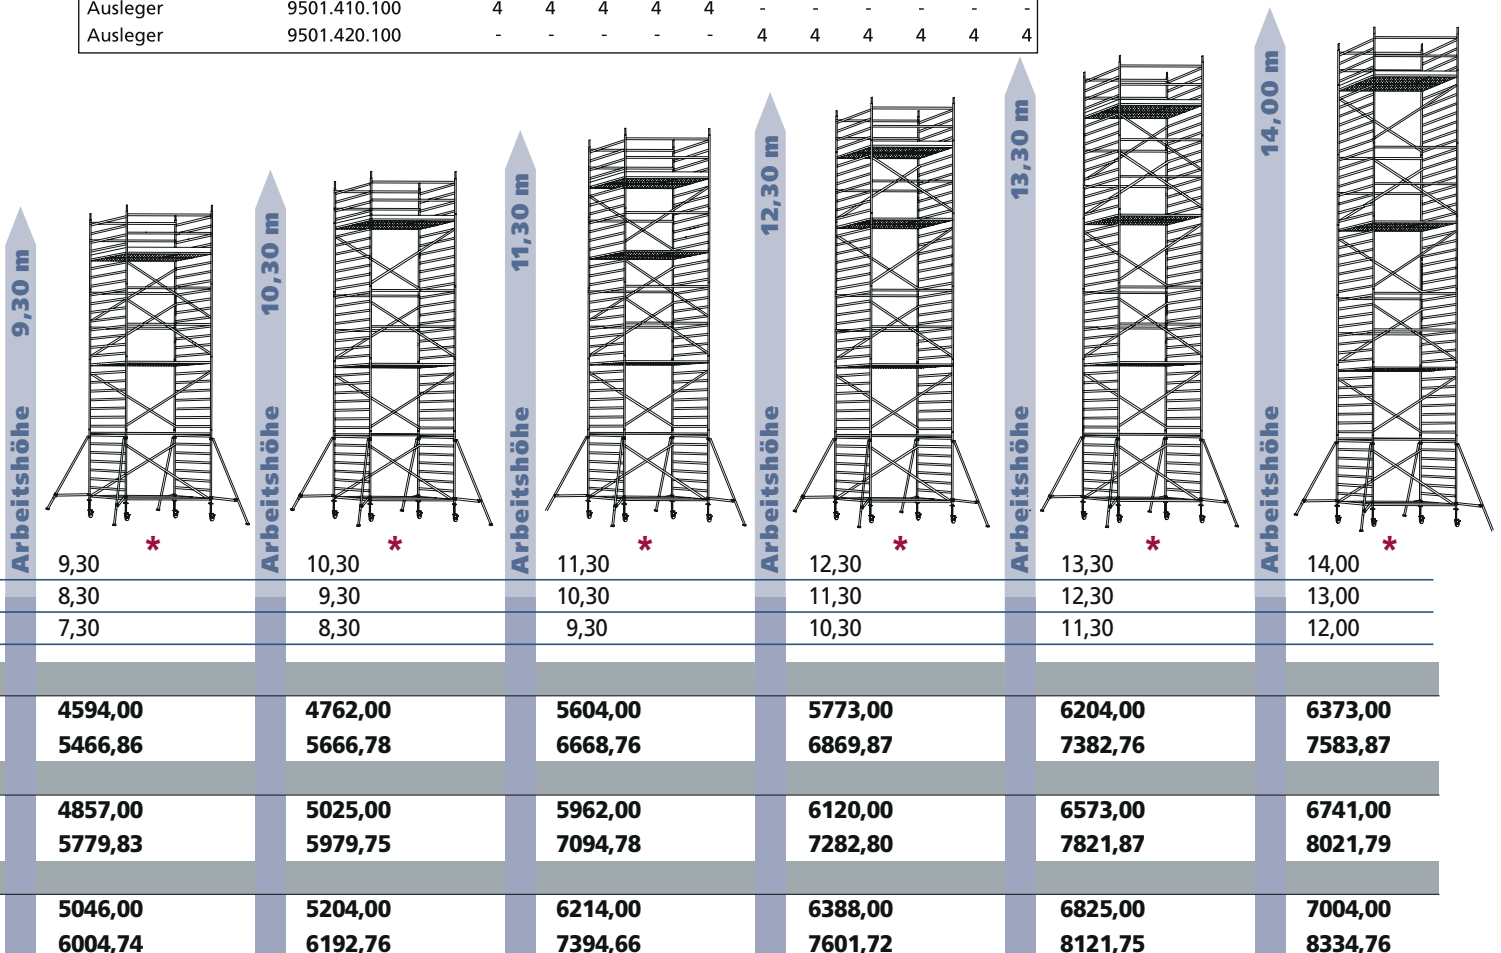 Ausleger 9501.410.100 4 4 4 4 4 - - - - - -
Ausleger 9501.420.100 - - - - - 4 4 4 4 4 4
Arbeitshöhe 9,30 m
Arbeitshöhe 10,30 m
Arbeitshöhe 11,30 m
Arbeitshöhe 12,30 m
Arbeitshöhe 13,30 m
Arbeitshöhe 14,00 m
* * * * * *
9,30 10,30 11,30 12,30 13,30 14,00
8,30 9,30 10,30 11,30 12,30 13,00
7,30 8,30 9,30 10,30 11,30 12,00
4594,00 4762,00 5604,00 5773,00 6204,00 6373,00
5466,86 5666,78 6668,76 6869,87 7382,76 7583,87
4857,00 5025,00 5962,00 6120,00 6573,00 6741,00
5779,83 5979,75 7094,78 7282,80 7821,87 8021,79
5046,00 5204,00 6214,00 6388,00 6825,00 7004,00
6004,74 6192,76 7394,66 7601,72 8121,75 8334,76